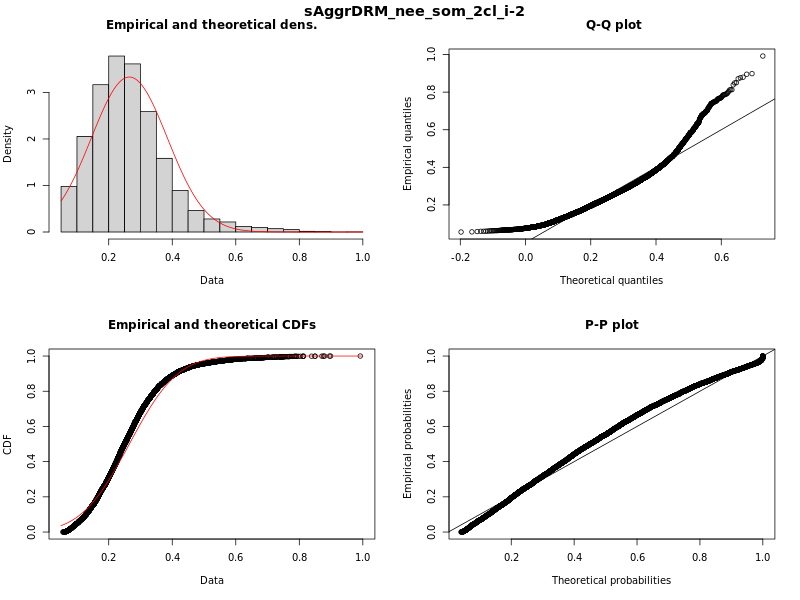 sAggrDRM_nee_som_2cl_i-2
Empirical and theoretical dens.
Density
0
1
2
3
0.2 0.4 0.6 0.8 1.0
Data
Q-Q plot
Empirical quantiles
0.2 0.4 0.6 0.8 1.0
-0.2 0.0 0.2 0.4 0.6
Theoretical quantiles
Empirical and theoretical CDFs
CDF
0.0 0.2 0.4 0.6 0.8 1.0
0.2 0.4 0.6 0.8 1.0
Data
P-P plot
Empirical probabilities
0.0 0.2 0.4 0.6 0.8 1.0
0.2 0.4 0.6 0.8 1.0
Theoretical probabilities